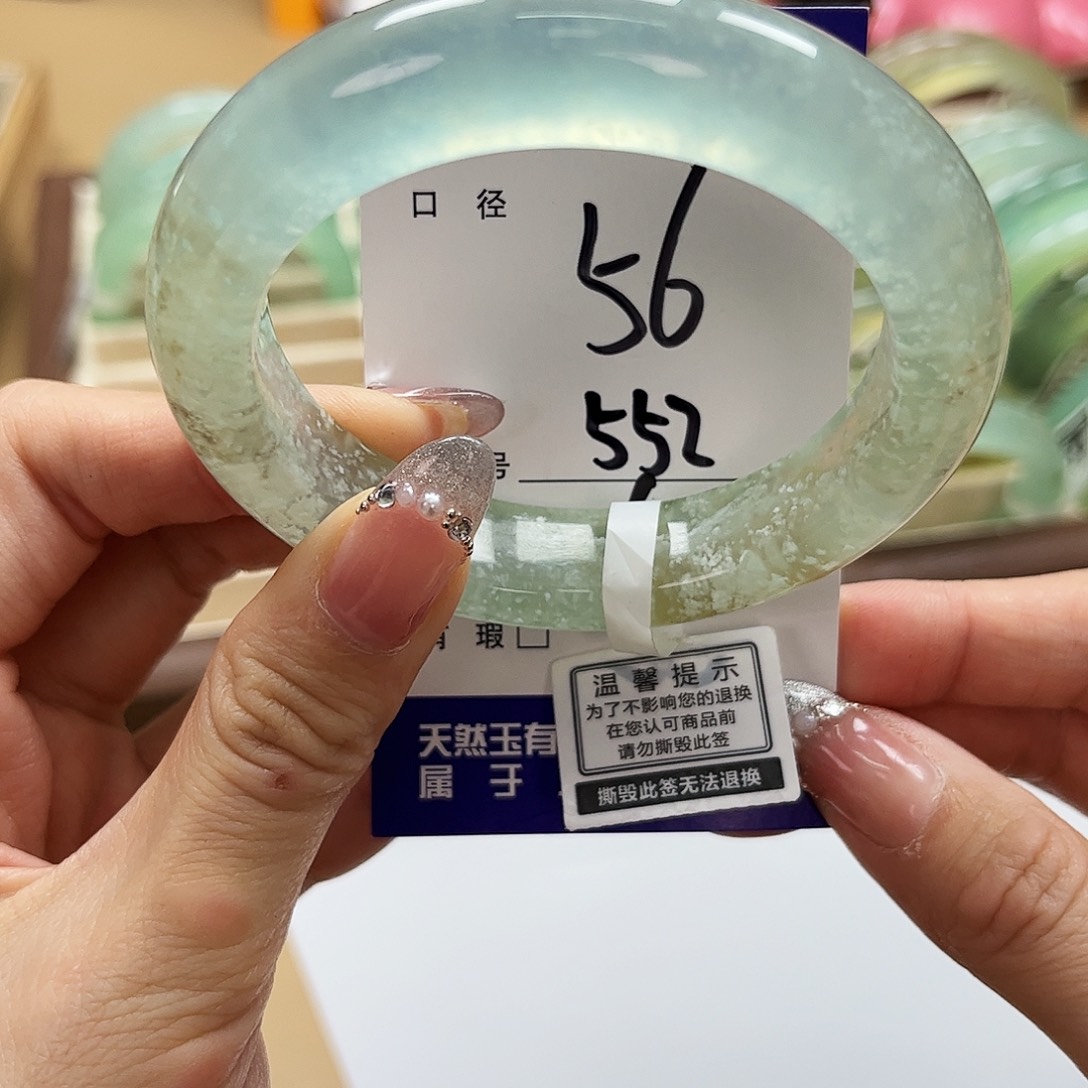 口 径
56
号 552
瑕□
天然玉有
属 于
温馨提示
为了不影响您的退换
在您认可商品前
请勿撕毁此签
撕毁此签无法退换